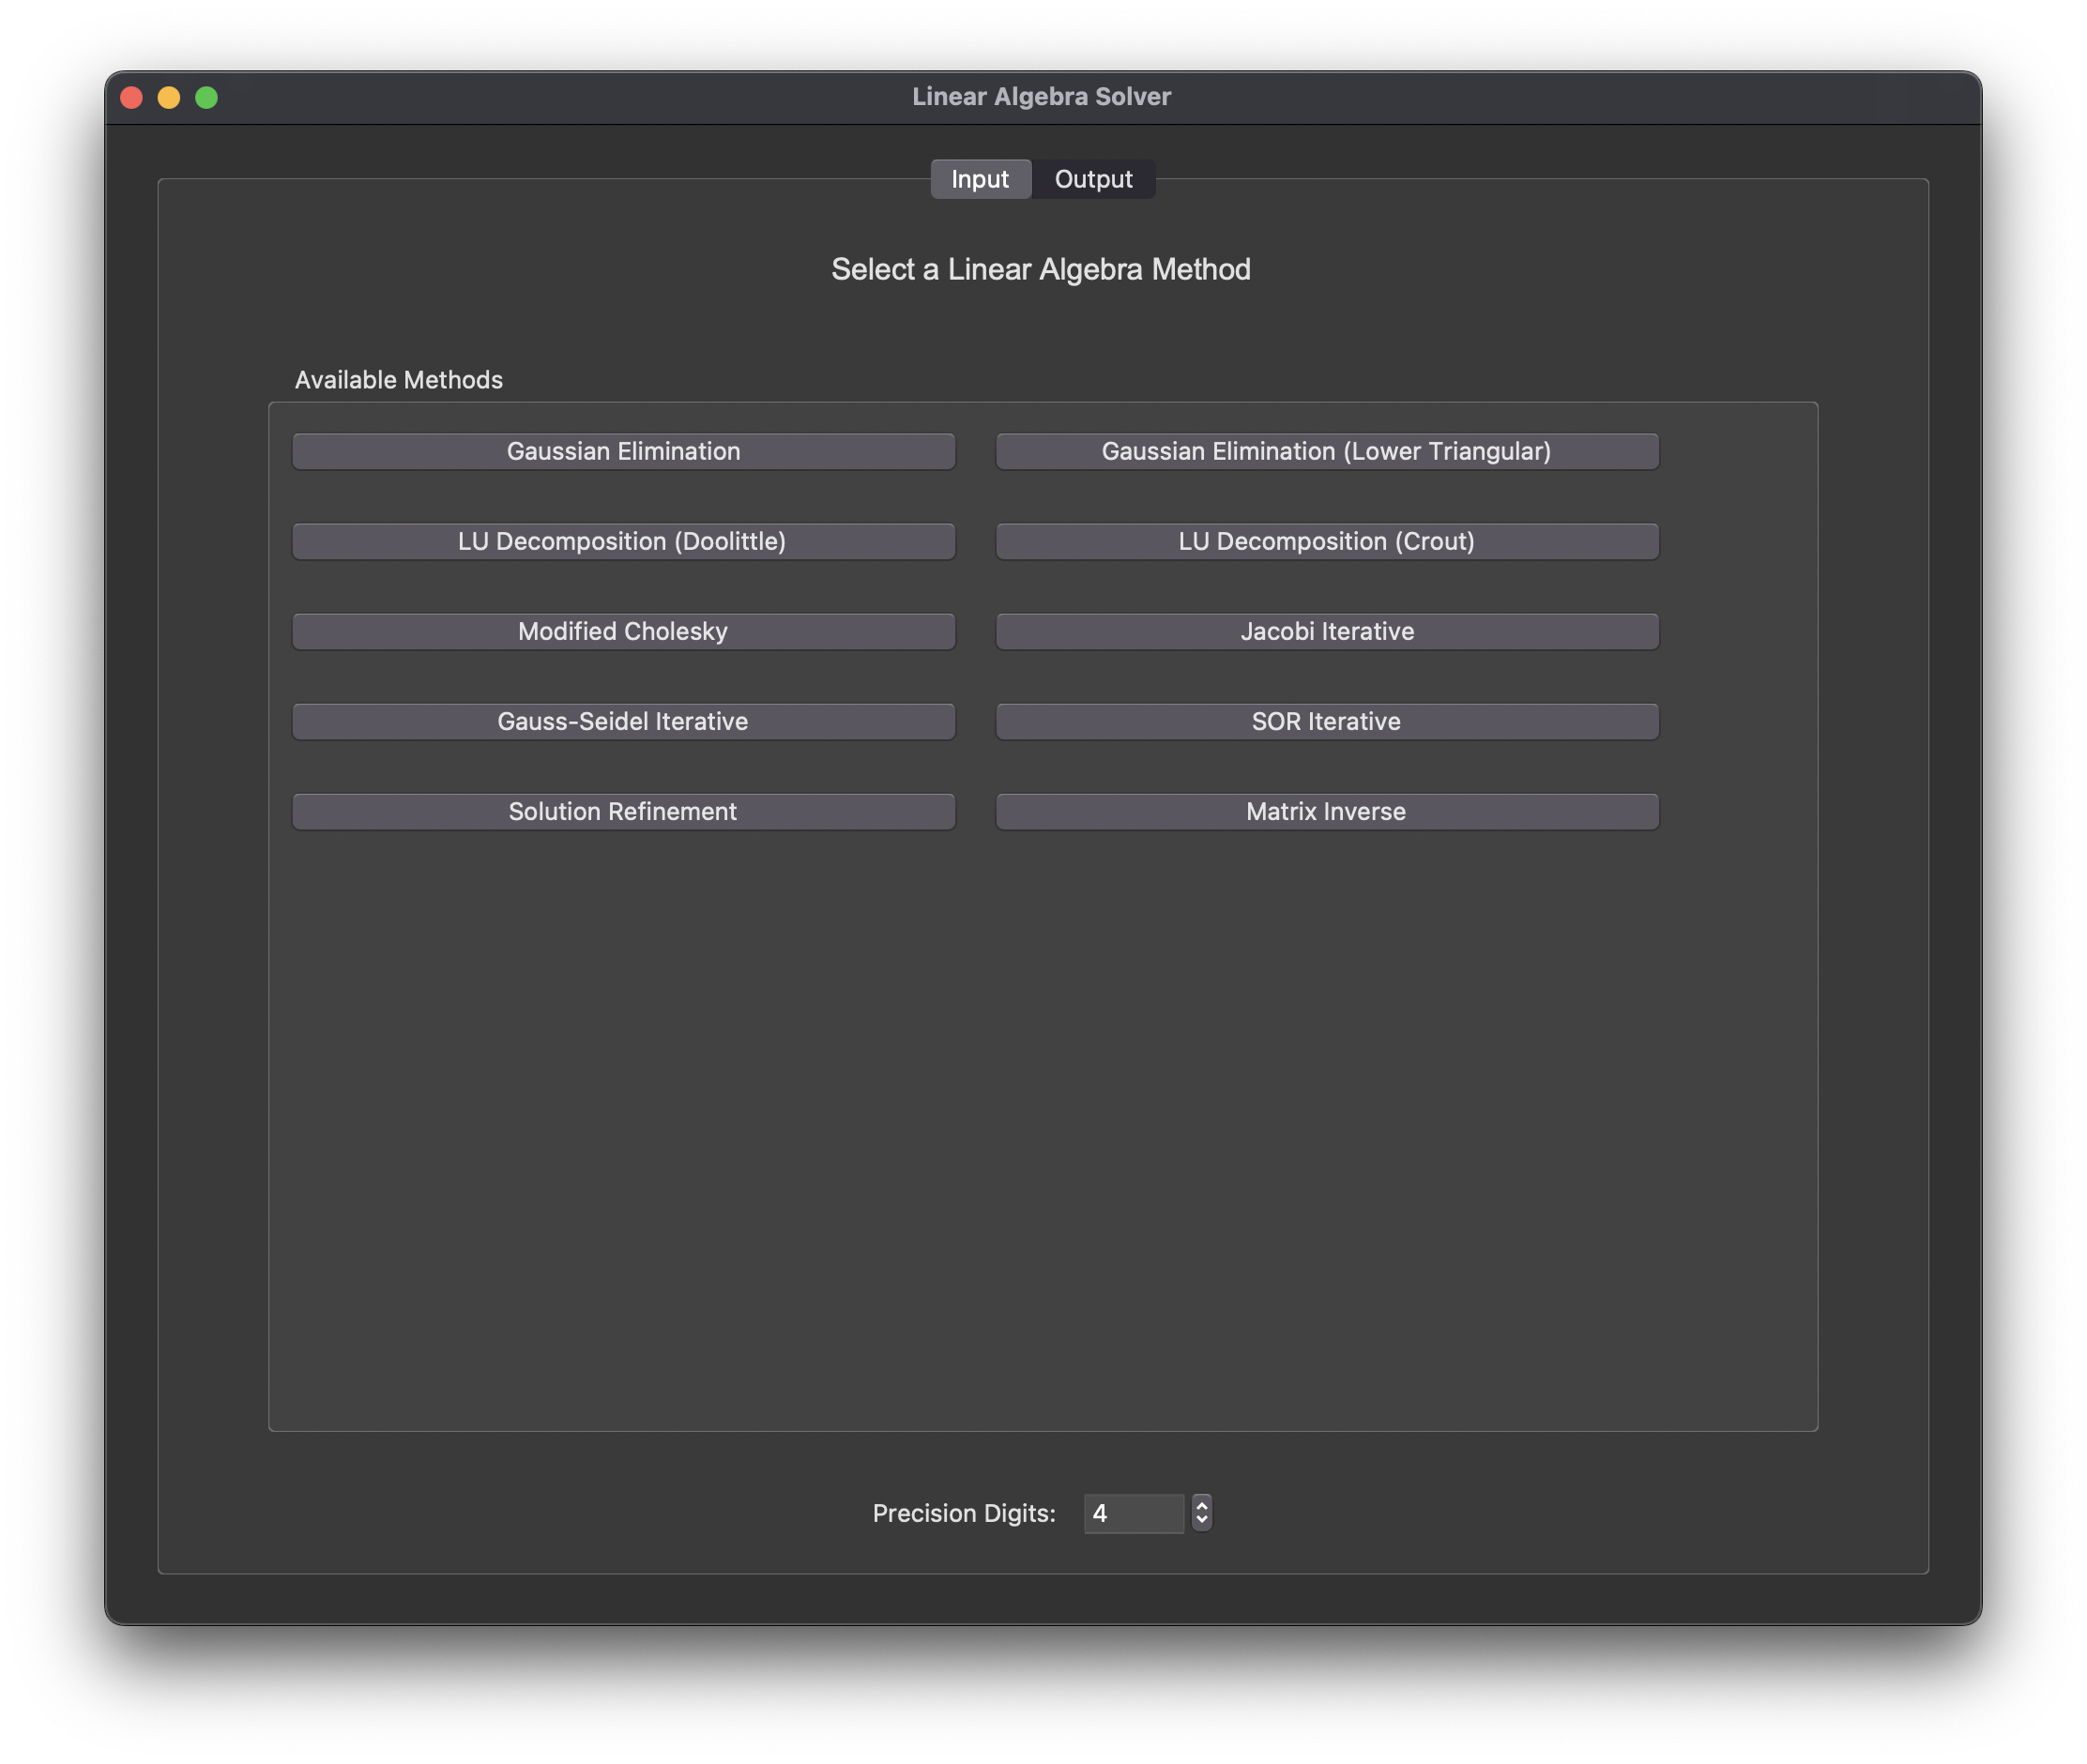 Linear Algebra Solver
Input Output
Select a Linear Algebra Method
Available Methods
Gaussian Elimination Gaussian Elimination (Lower Triangular)
LU Decomposition (Doolittle) LU Decomposition (Crout)
Modified Cholesky Jacobi Iterative
Gauss-Seidel Iterative SOR Iterative
Solution Refinement Matrix Inverse
Precision Digits: 4